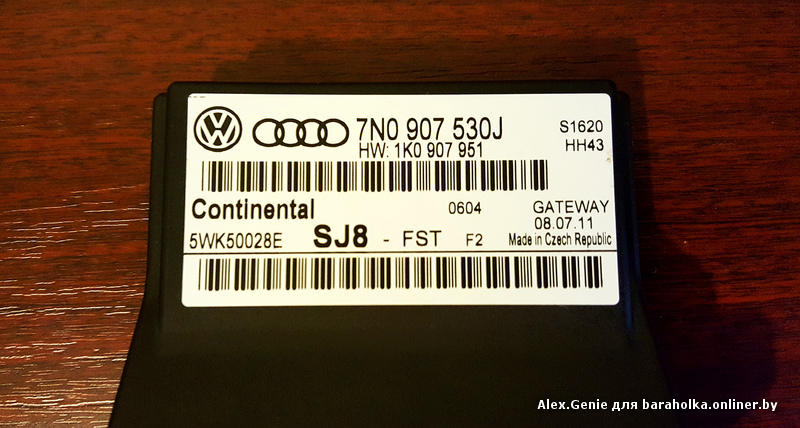 7N0 907 530J
S1620
HW: 1K0 907 951
HH43
Continental
0604
GATEWAY
08.07.11
5WK50028E
SJ8 - FST F2
Made in Czech Republic
Alex.Genie для baraholka.onliner.by